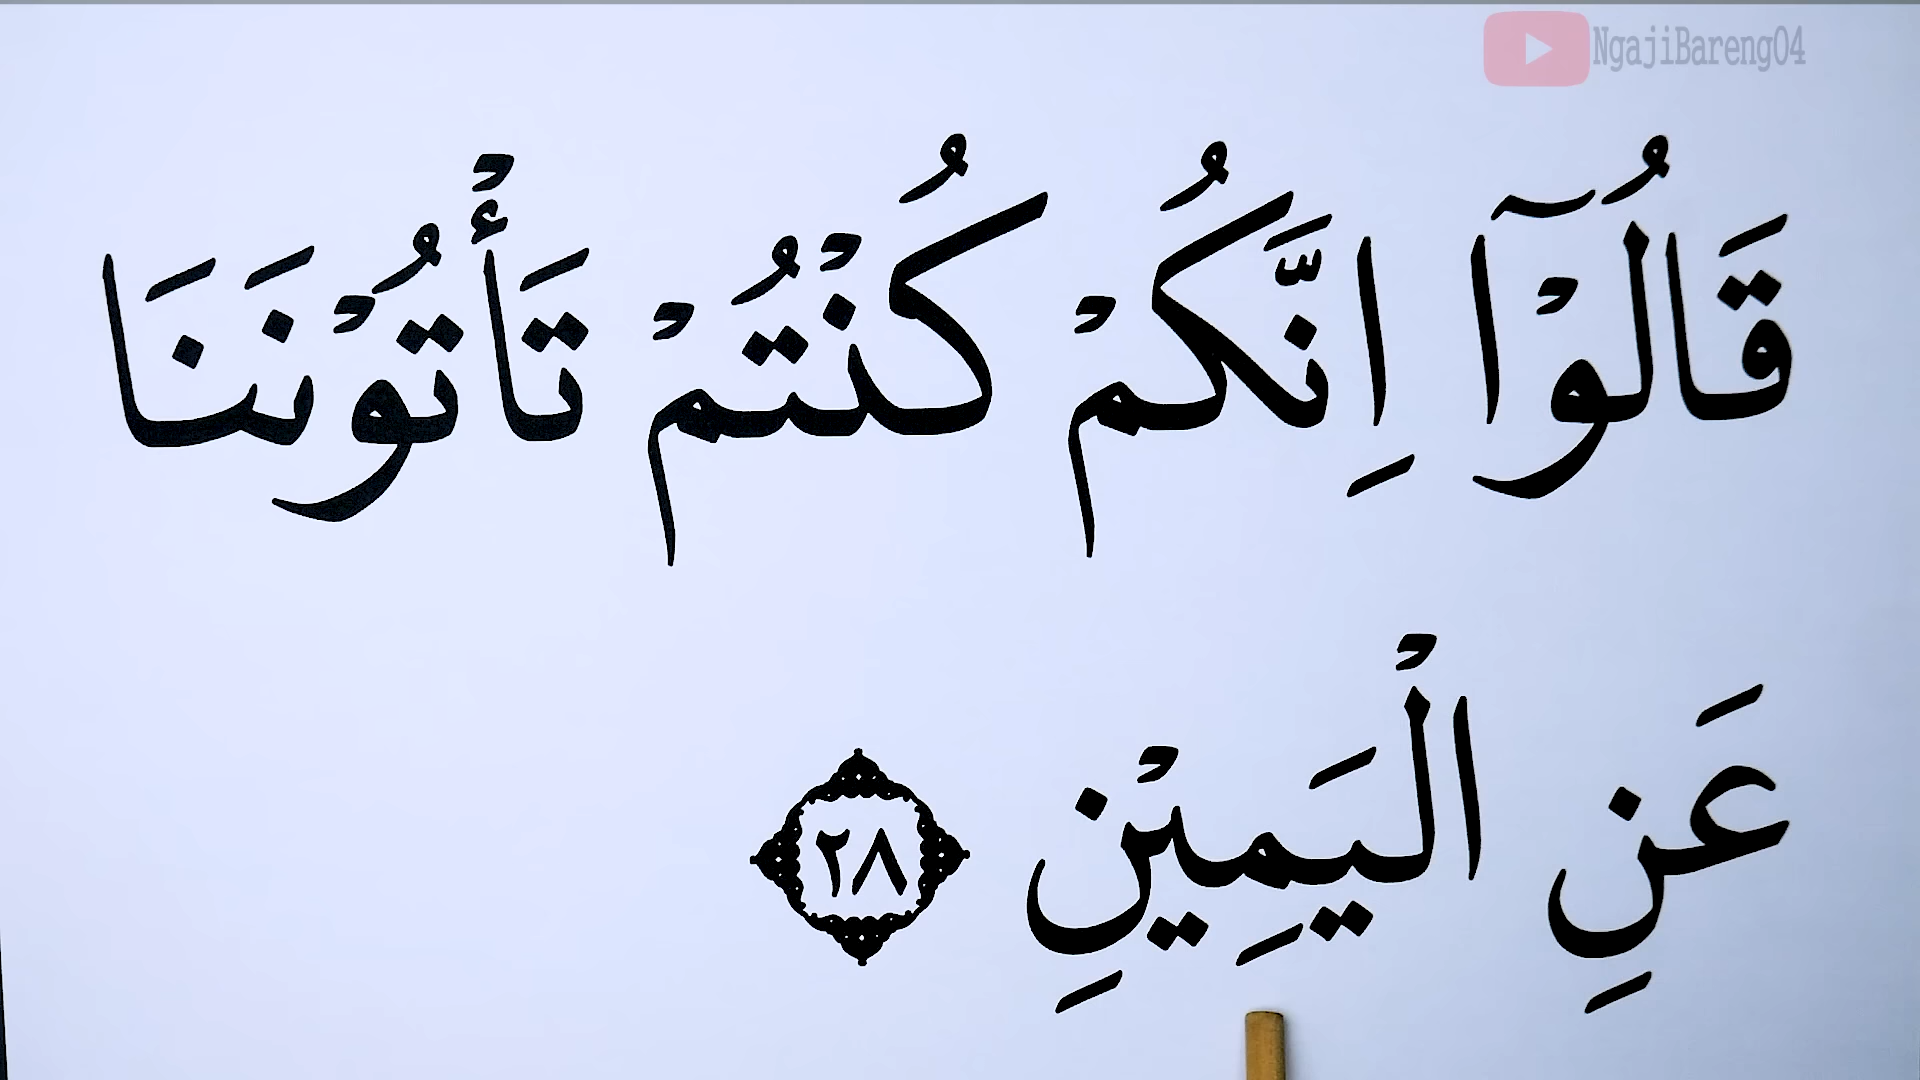 NgajiBareng04
قَالُوْآ اِنَّكُمْ كُنْتُمْ تَأْتُوْنَنَا
عَنِ الْيَمِيْنِ ٢٨